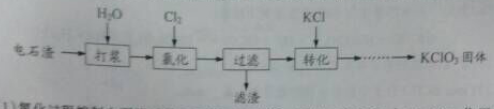 H₂O Cl₂ KCl
电石渣 打浆 氯化 过滤 转化 ······ KClO₃ 固体
滤渣